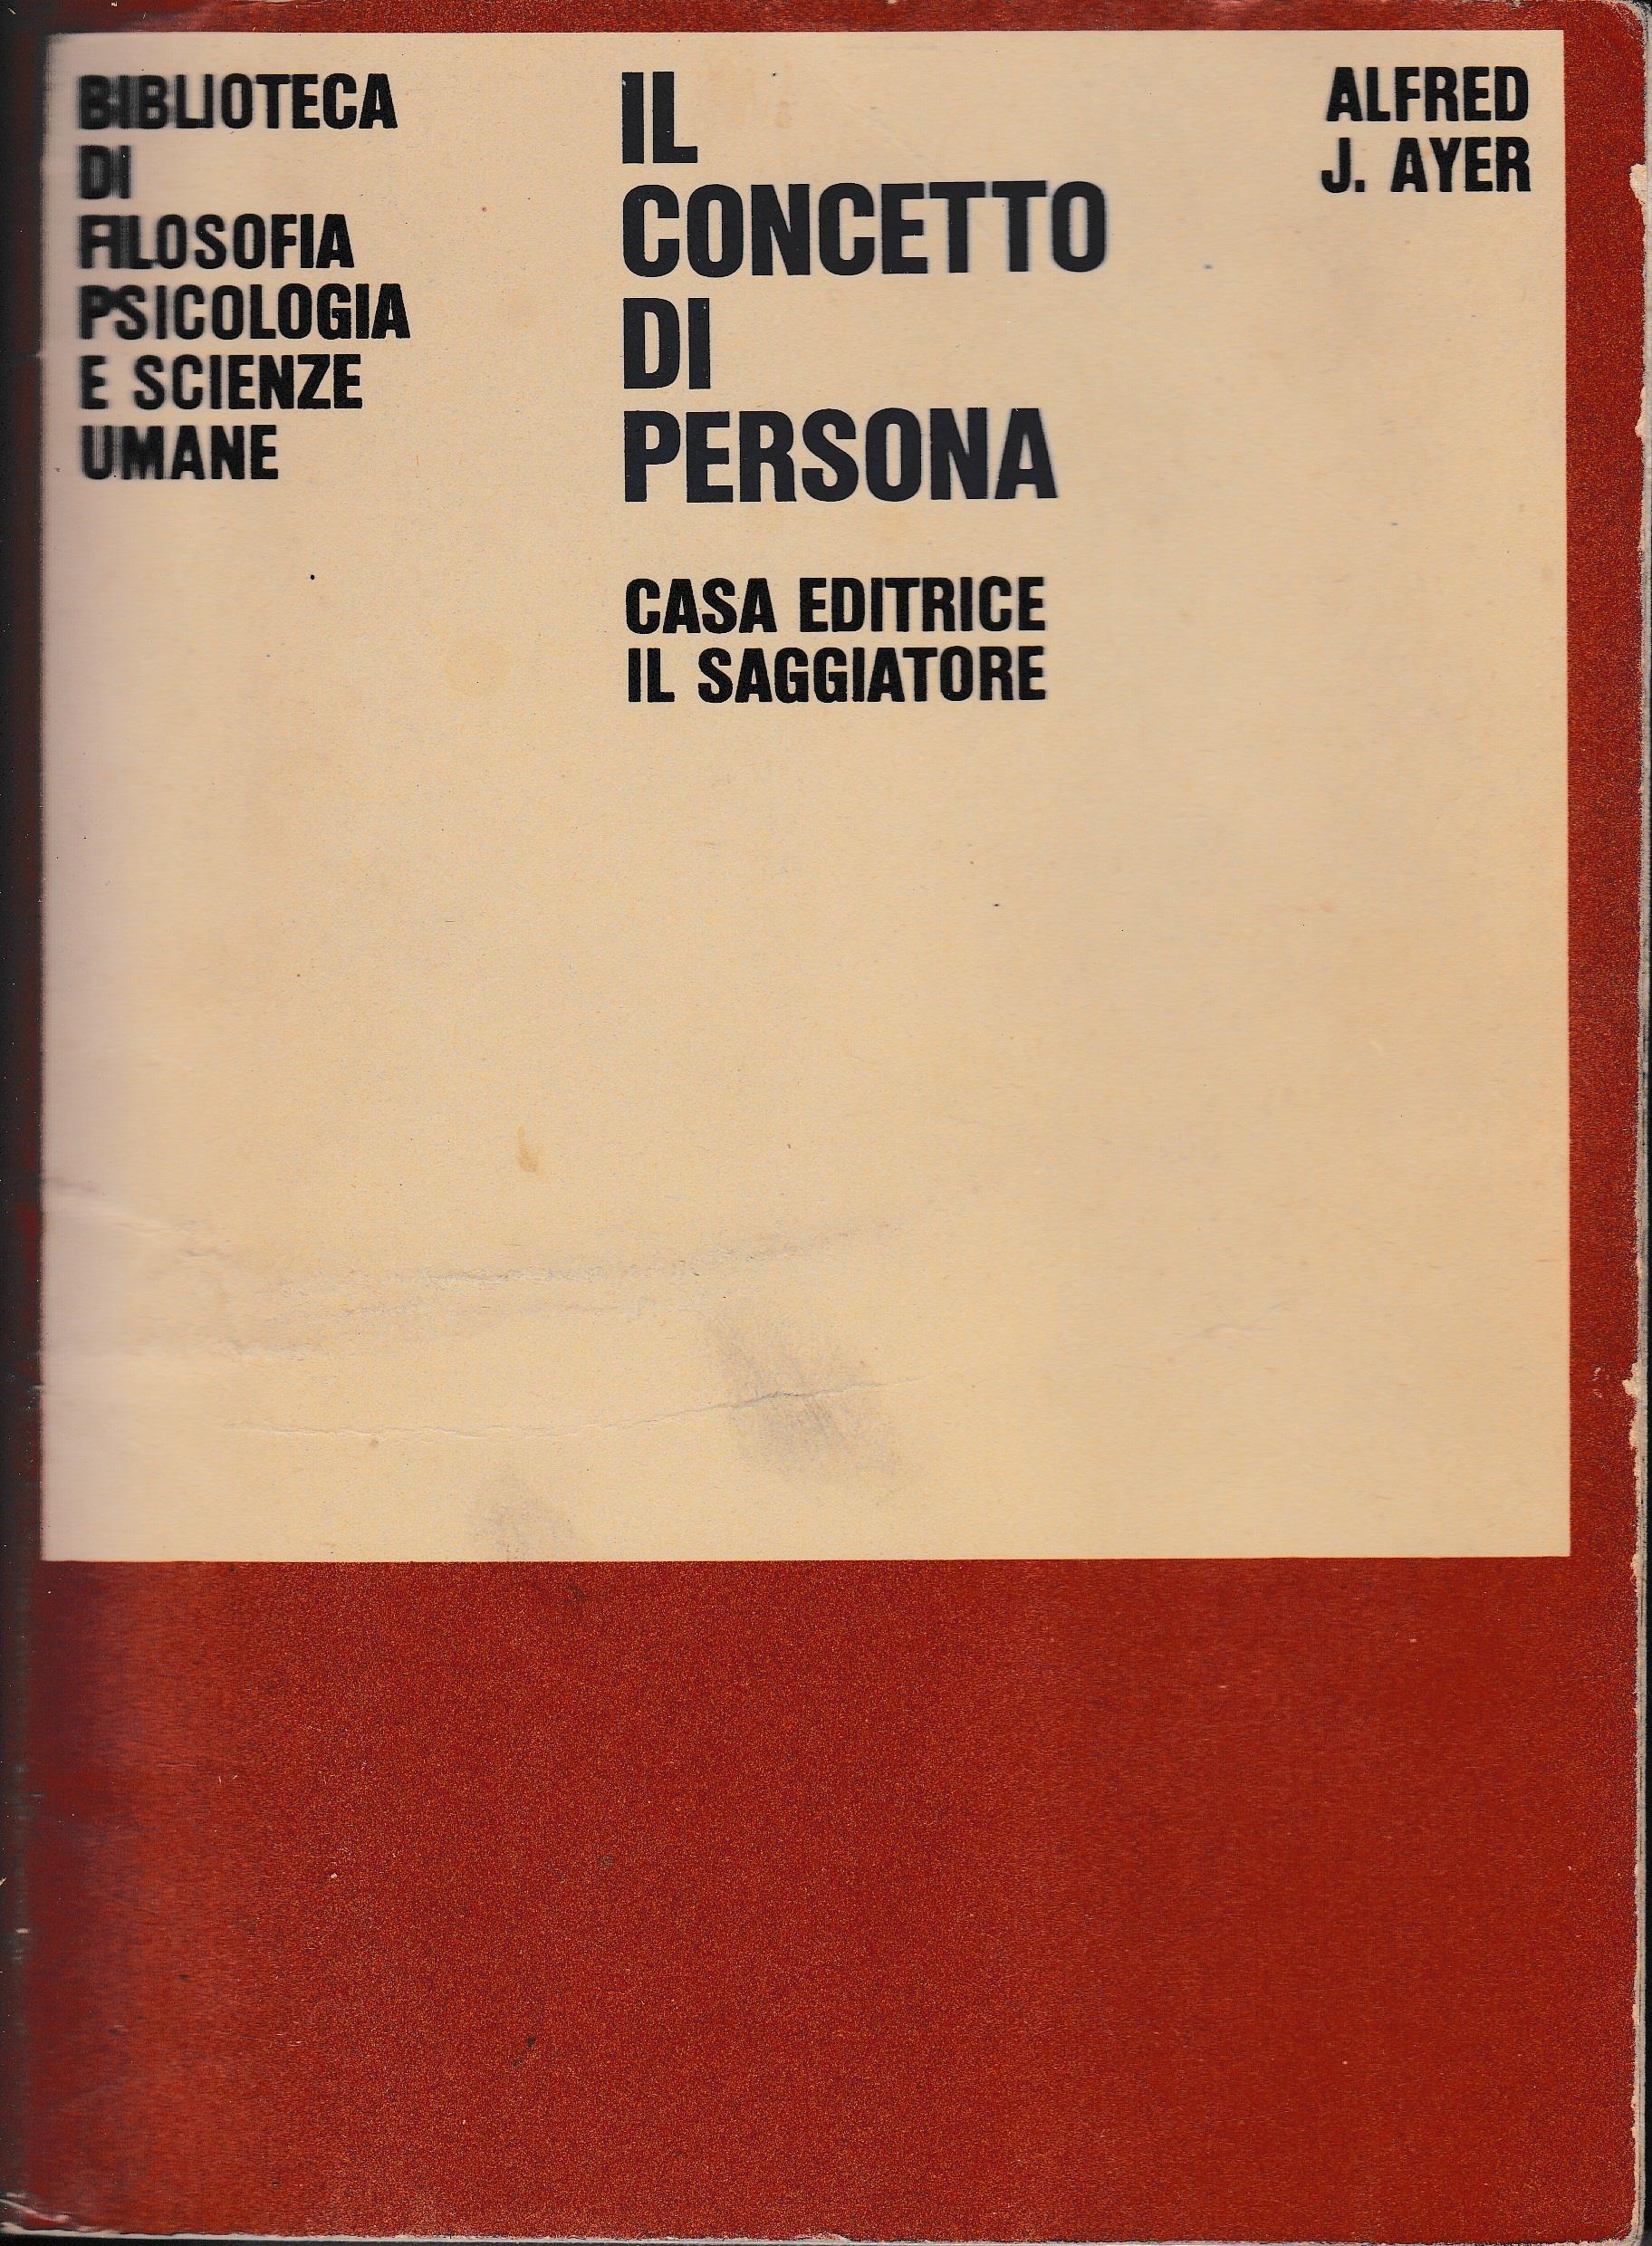 BIBLIOTECA
DI
FILOSOFIA
PSICOLOGIA
E SCIENZE
UMANE
IL
CONCETTO
DI
PERSONA
CASA EDITRICE
IL SAGGIATORE
ALFRED
J. AYER